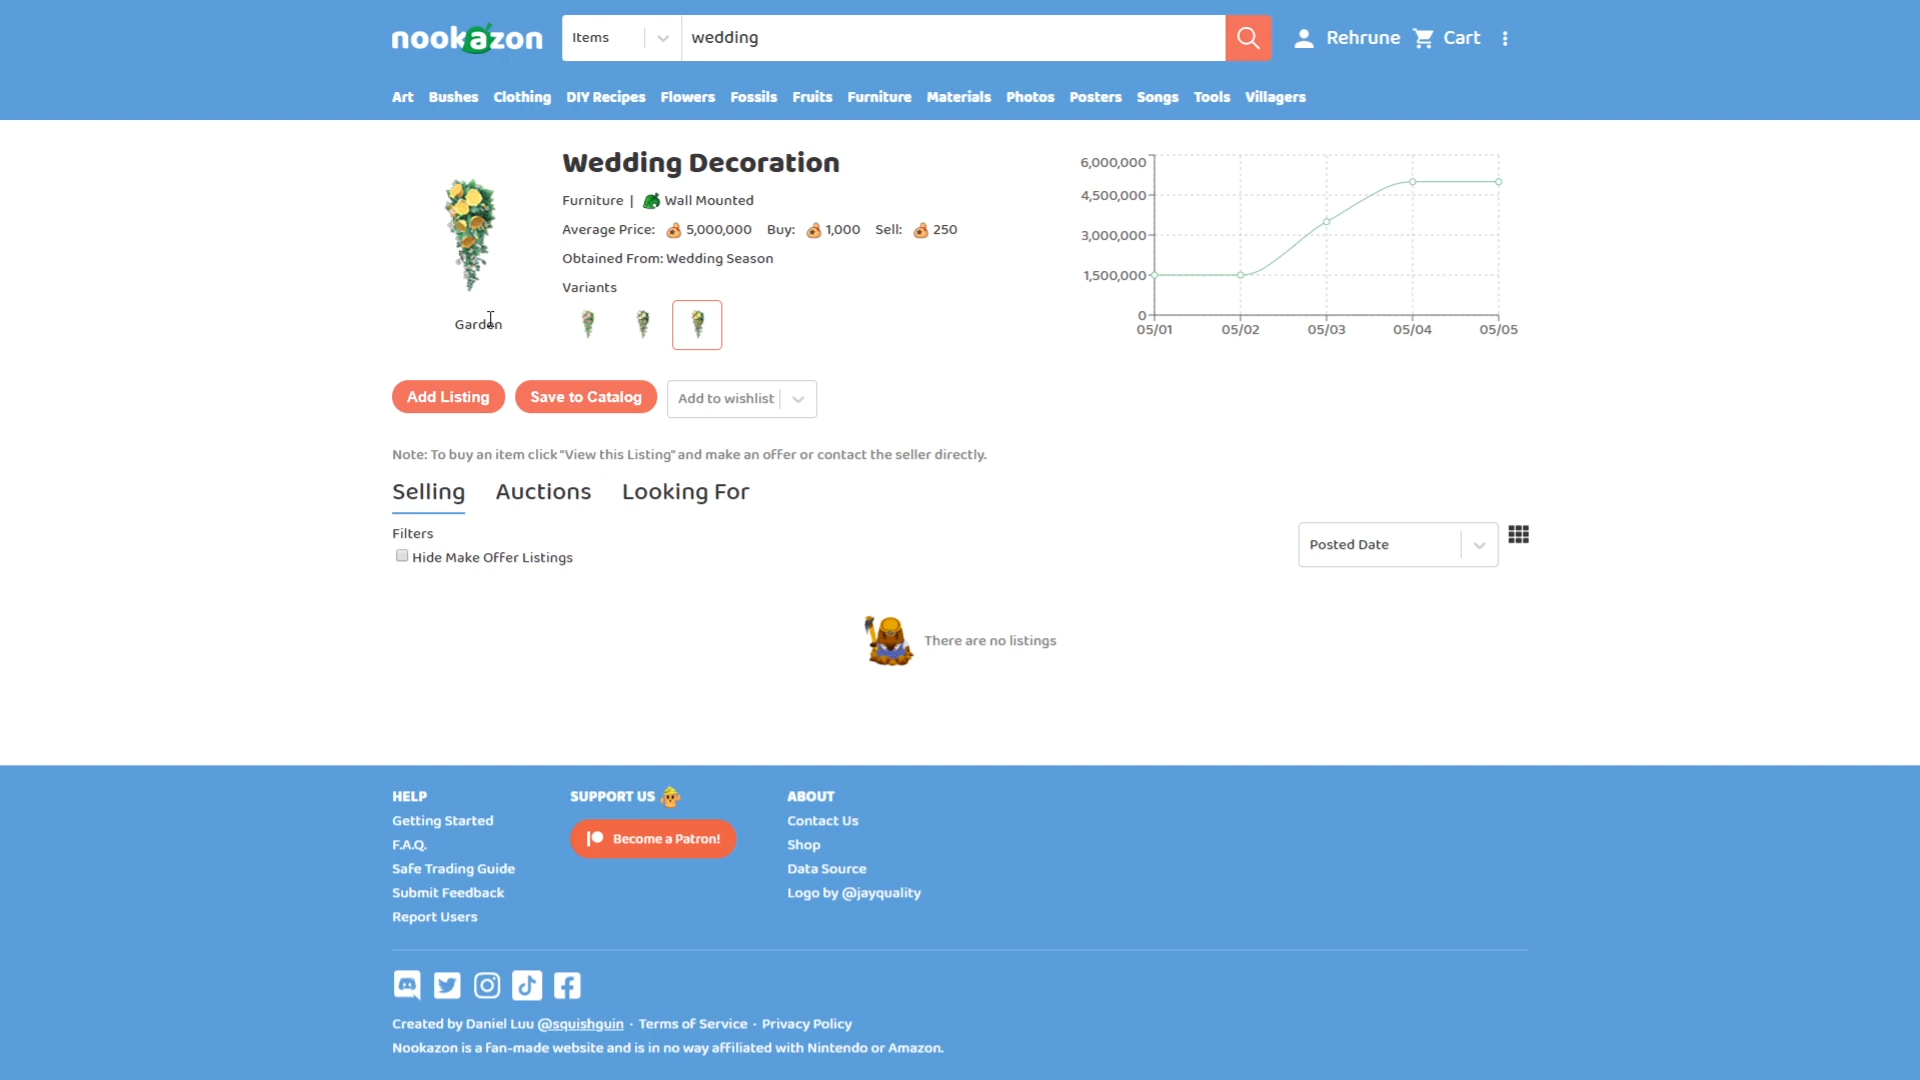 nookazon
Items
wedding
Rehrune
Cart
Art Bushes Clothing DIY Recipes Flowers Fossils Fruits Furniture Materials Photos Posters Songs Tools Villagers
Garden
Wedding Decoration
Furniture | Wall Mounted
Average Price: 5,000,000 Buy: 1,000 Sell: 250
Obtained From: Wedding Season
Variants
6,000,000
4,500,000
3,000,000
1,500,000
0
05/01 05/02 05/03 05/04 05/05
Add Listing
Save to Catalog
Add to wishlist
Note: To buy an item click "View this Listing" and make an offer or contact the seller directly.
Selling Auctions Looking For
Filters
Hide Make Offer Listings
Posted Date
There are no listings
HELP
Getting Started
F.A.Q.
Safe Trading Guide
Submit Feedback
Report Users
SUPPORT US
Become a Patron!
ABOUT
Contact Us
Shop
Data Source
Logo by @jayquality
Created by Daniel Luu @squishguin · Terms of Service · Privacy Policy
Nookazon is a fan-made website and is in no way affiliated with Nintendo or Amazon.